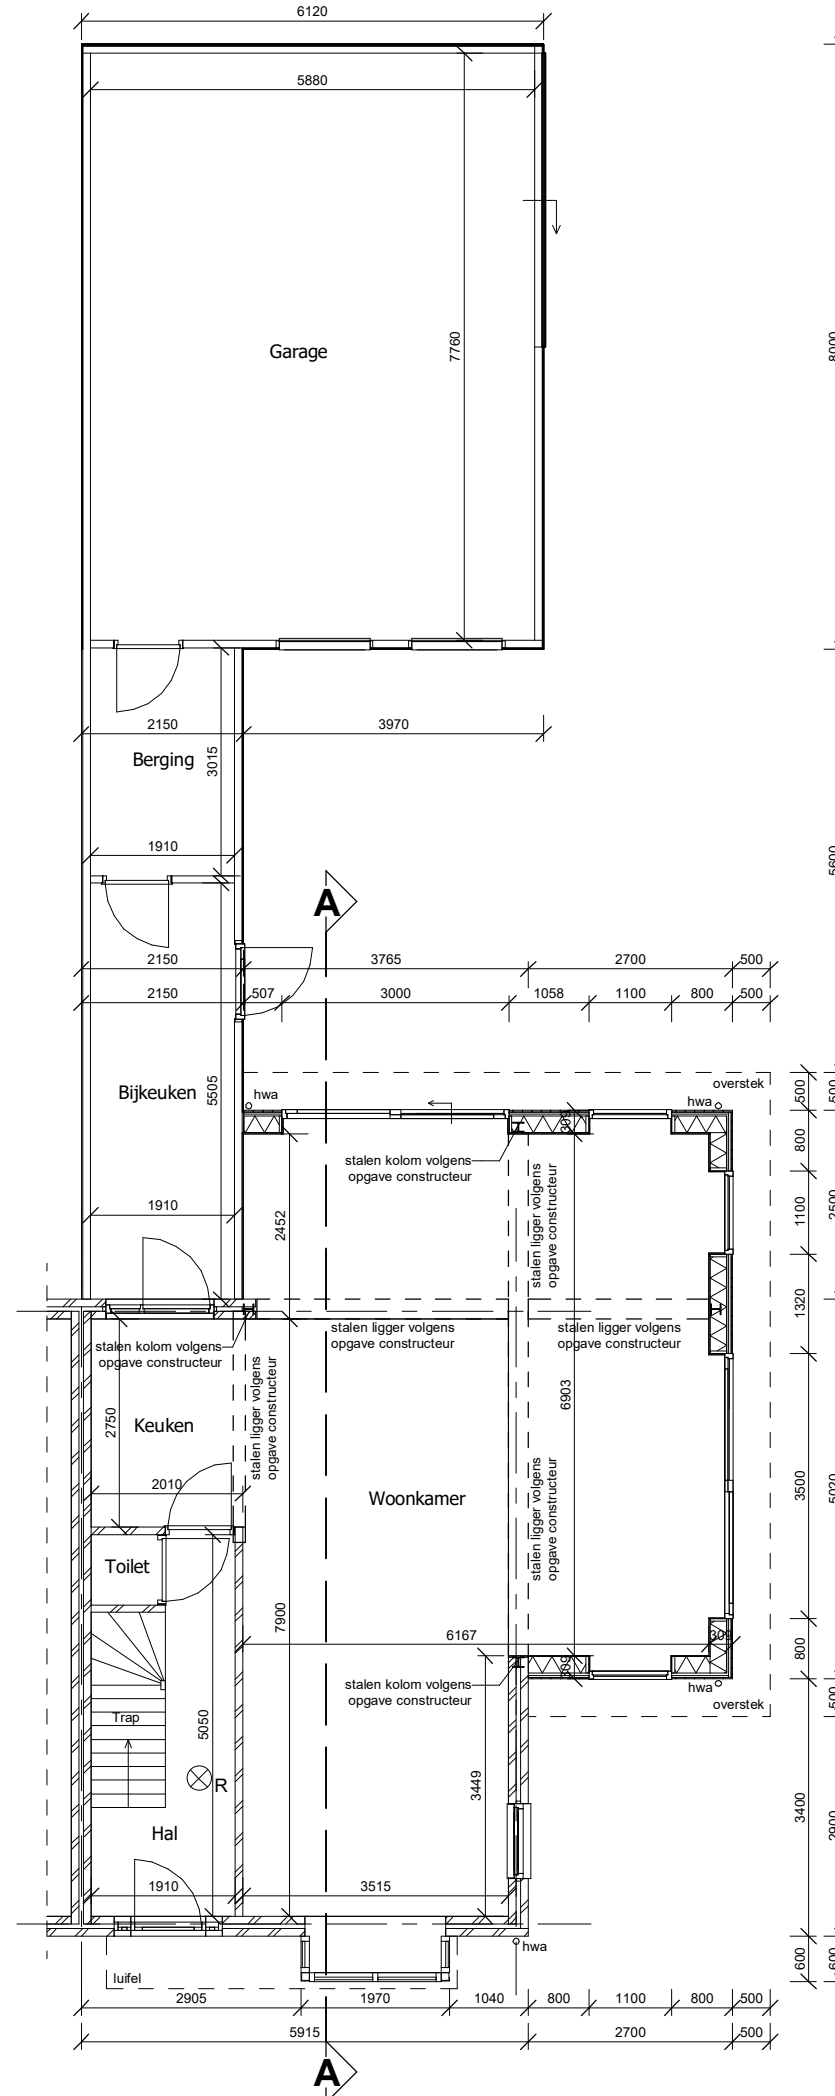 6120
5880
7760
8000
Garage
2150
3970
Berging
3015
1910
5600
A
2150
3765
2700
500
2150
507
3000
1058
1100
800
500
Bijkeuken
5505
hwa
overstek
hwa
500
500
309
800
stalen kolom volgens
opgave constructeur
stalen ligger volgens
opgave constructeur
1910
2452
1100
2500
1320
stalen kolom volgens
opgave constructeur
stalen ligger volgens
opgave constructeur
stalen ligger volgens
opgave constructeur
stalen ligger volgens
opgave constructeur
2750
Keuken
6903
2010
Woonkamer
3500
5020
stalen ligger volgens
opgave constructeur
Toilet
7900
6167
309
309
800
stalen kolom volgens
opgave constructeur
hwa
overstek
500
Trap
5050
R
3449
3400
2900
Hal
1910
3515
hwa
luifel
600
600
2905
1970
1040
800
1100
800
500
5915
2700
500
A